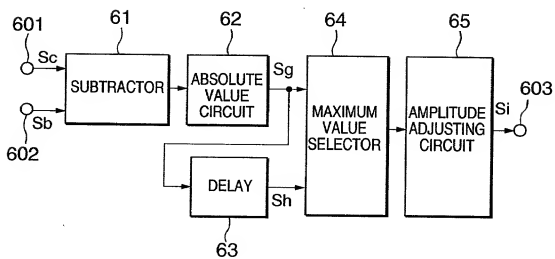 61
62
64
65
601
Sc
SUBTRACTOR
ABSOLUTE
VALUE
CIRCUIT
Sg
MAXIMUM
VALUE
SELECTOR
AMPLITUDE
ADJUSTING
CIRCUIT
Si
603
Sb
602
DELAY
Sh
63